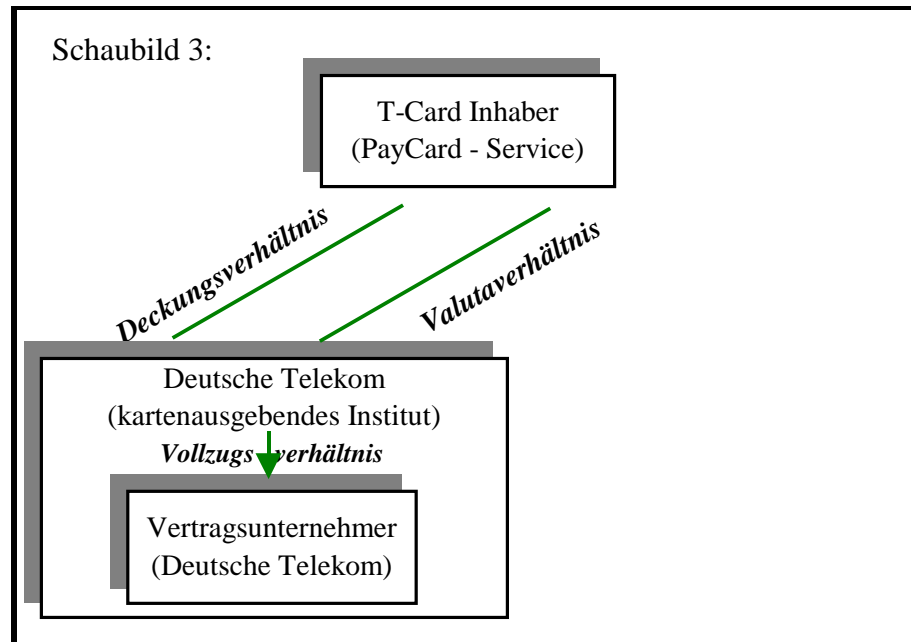 Schaubild 3:
T-Card Inhaber
(PayCard - Service)
Deckungsverhältnis
Valutaverhältnis
Deutsche Telekom
(kartenausgebendes Institut)
Vollzugs verhältnis
Vertragsunternehmer
(Deutsche Telekom)